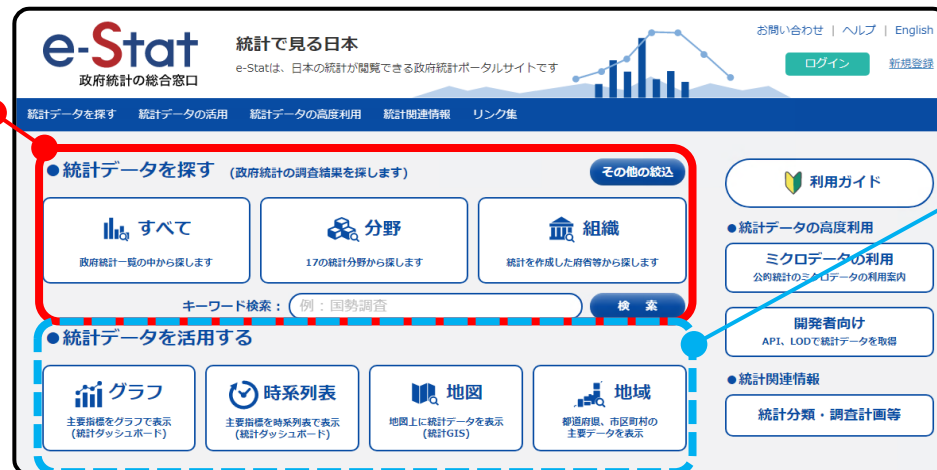 e-Stat
政府統計の総合窓口
統計で見る日本
e-Statは、日本の統計が閲覧できる政府統計ポータルサイトです
お問い合わせ | ヘルプ | English
ログイン
新規登録
統計データを探す 統計データの活用 統計データの高度利用 統計関連情報 リンク集
●統計データを探す (政府統計の調査結果を探します)
その他の絞込
すべて
政府統計一覧の中から探します
分野
17の統計分野から探します
組織
統計を作成した府省等から探します
キーワード検索: 例:国勢調査
検 索
●統計データを活用する
グラフ
主要指標をグラフで表示
(統計ダッシュボード)
時系列表
主要指標を時系列表で表示
(統計ダッシュボード)
地図
地図上に統計データを表示
(統計GIS)
地域
都道府県、市区町村の
主要データを表示
利用ガイド
●統計データの高度利用
ミクロデータの利用
公的統計のミクロデータの利用案内
開発者向け
API、LODで統計データを取得
●統計関連情報
統計分類・調査計画等